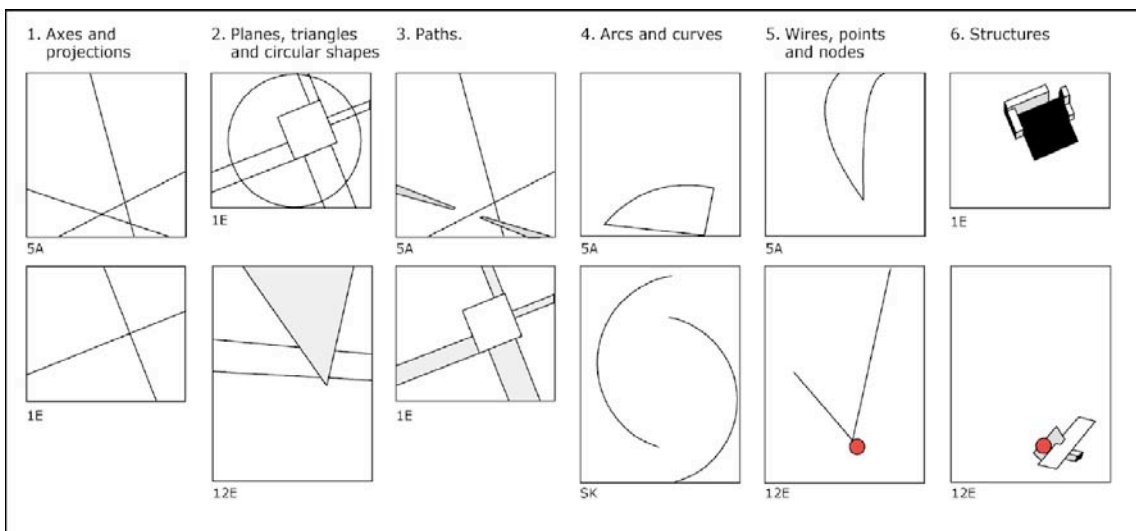 1. Axes and
projections
2. Planes, triangles
and circular shapes
3. Paths.
4. Arcs and curves
5. Wires, points
and nodes
6. Structures
5A
1E
5A
5A
5A
1E
1E
12E
1E
SK
12E
12E